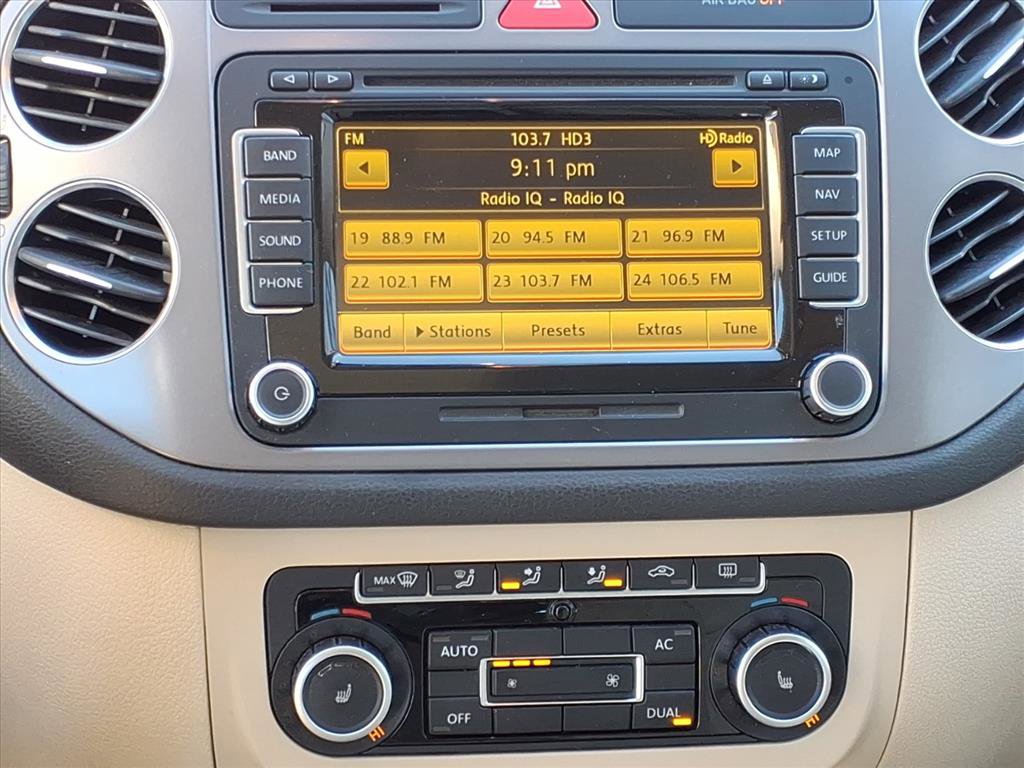 AIR BAG OFF
BAND
MEDIA
SOUND
PHONE
FM 103.7 HD3 HD Radio
9:11 pm
Radio IQ - Radio IQ
19 88.9 FM 20 94.5 FM 21 96.9 FM
22 102.1 FM 23 103.7 FM 24 106.5 FM
Band Stations Presets Extras Tune
MAP
NAV
SETUP
GUIDE
MAX
AUTO AC
OFF DUAL
HI HI